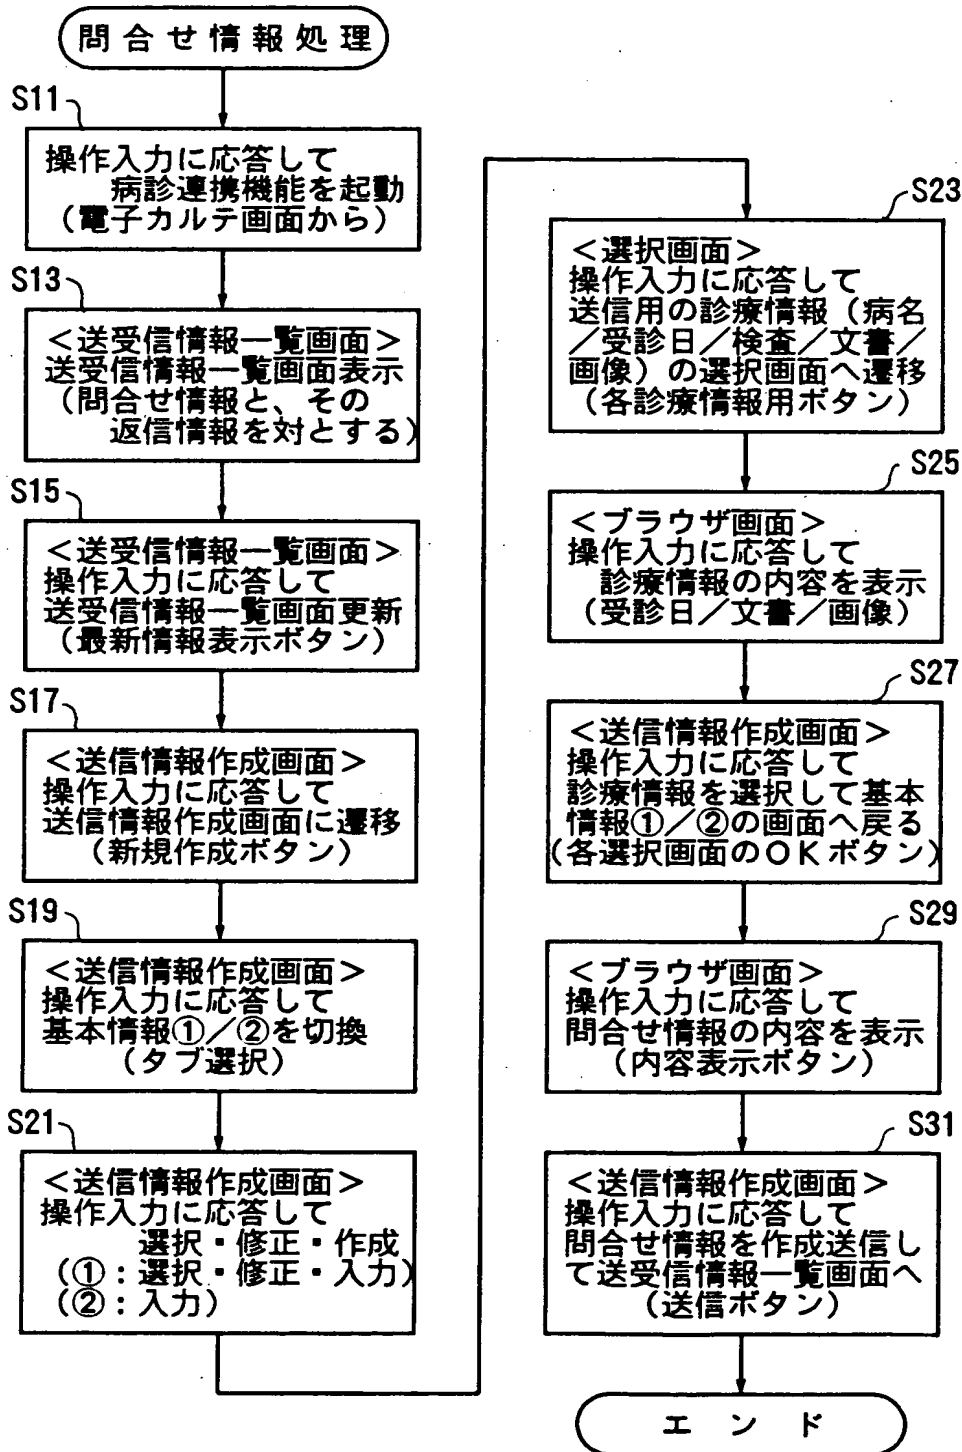 問合せ情報処理
S11
操作入力に応答して
病診連携機能を起動
(電子カルテ画面から)
S13
<送受信情報一覧画面>
送受信情報一覧画面表示
(問合せ情報と、その
返信情報を対とする)
S15
<送受信情報一覧画面>
操作入力に応答して
送受信情報一覧画面更新
(最新情報表示ボタン)
S17
<送信情報作成画面>
操作入力に応答して
送信情報作成画面に遷移
(新規作成ボタン)
S19
<送信情報作成画面>
操作入力に応答して
基本情報①/②を切換
(タブ選択)
S21
<送信情報作成画面>
操作入力に応答して
選択・修正・作成
(①:選択・修正・入力)
(②:入力)
S23
<選択画面>
操作入力に応答して
送信用の診療情報(病名
/受診日/検査/文書/
画像)の選択画面へ遷移
(各診療情報用ボタン)
S25
<ブラウザ画面>
操作入力に応答して
診療情報の内容を表示
(受診日/文書/画像)
S27
<送信情報作成画面>
操作入力に応答して
診療情報を選択して基本
情報①/②の画面へ戻る
(各選択画面のOKボタン)
S29
<ブラウザ画面>
操作入力に応答して
問合せ情報の内容を表示
(内容表示ボタン)
S31
<送信情報作成画面>
操作入力に応答して
問合せ情報を作成送信し
て送受信情報一覧画面へ
(送信ボタン)
エンド